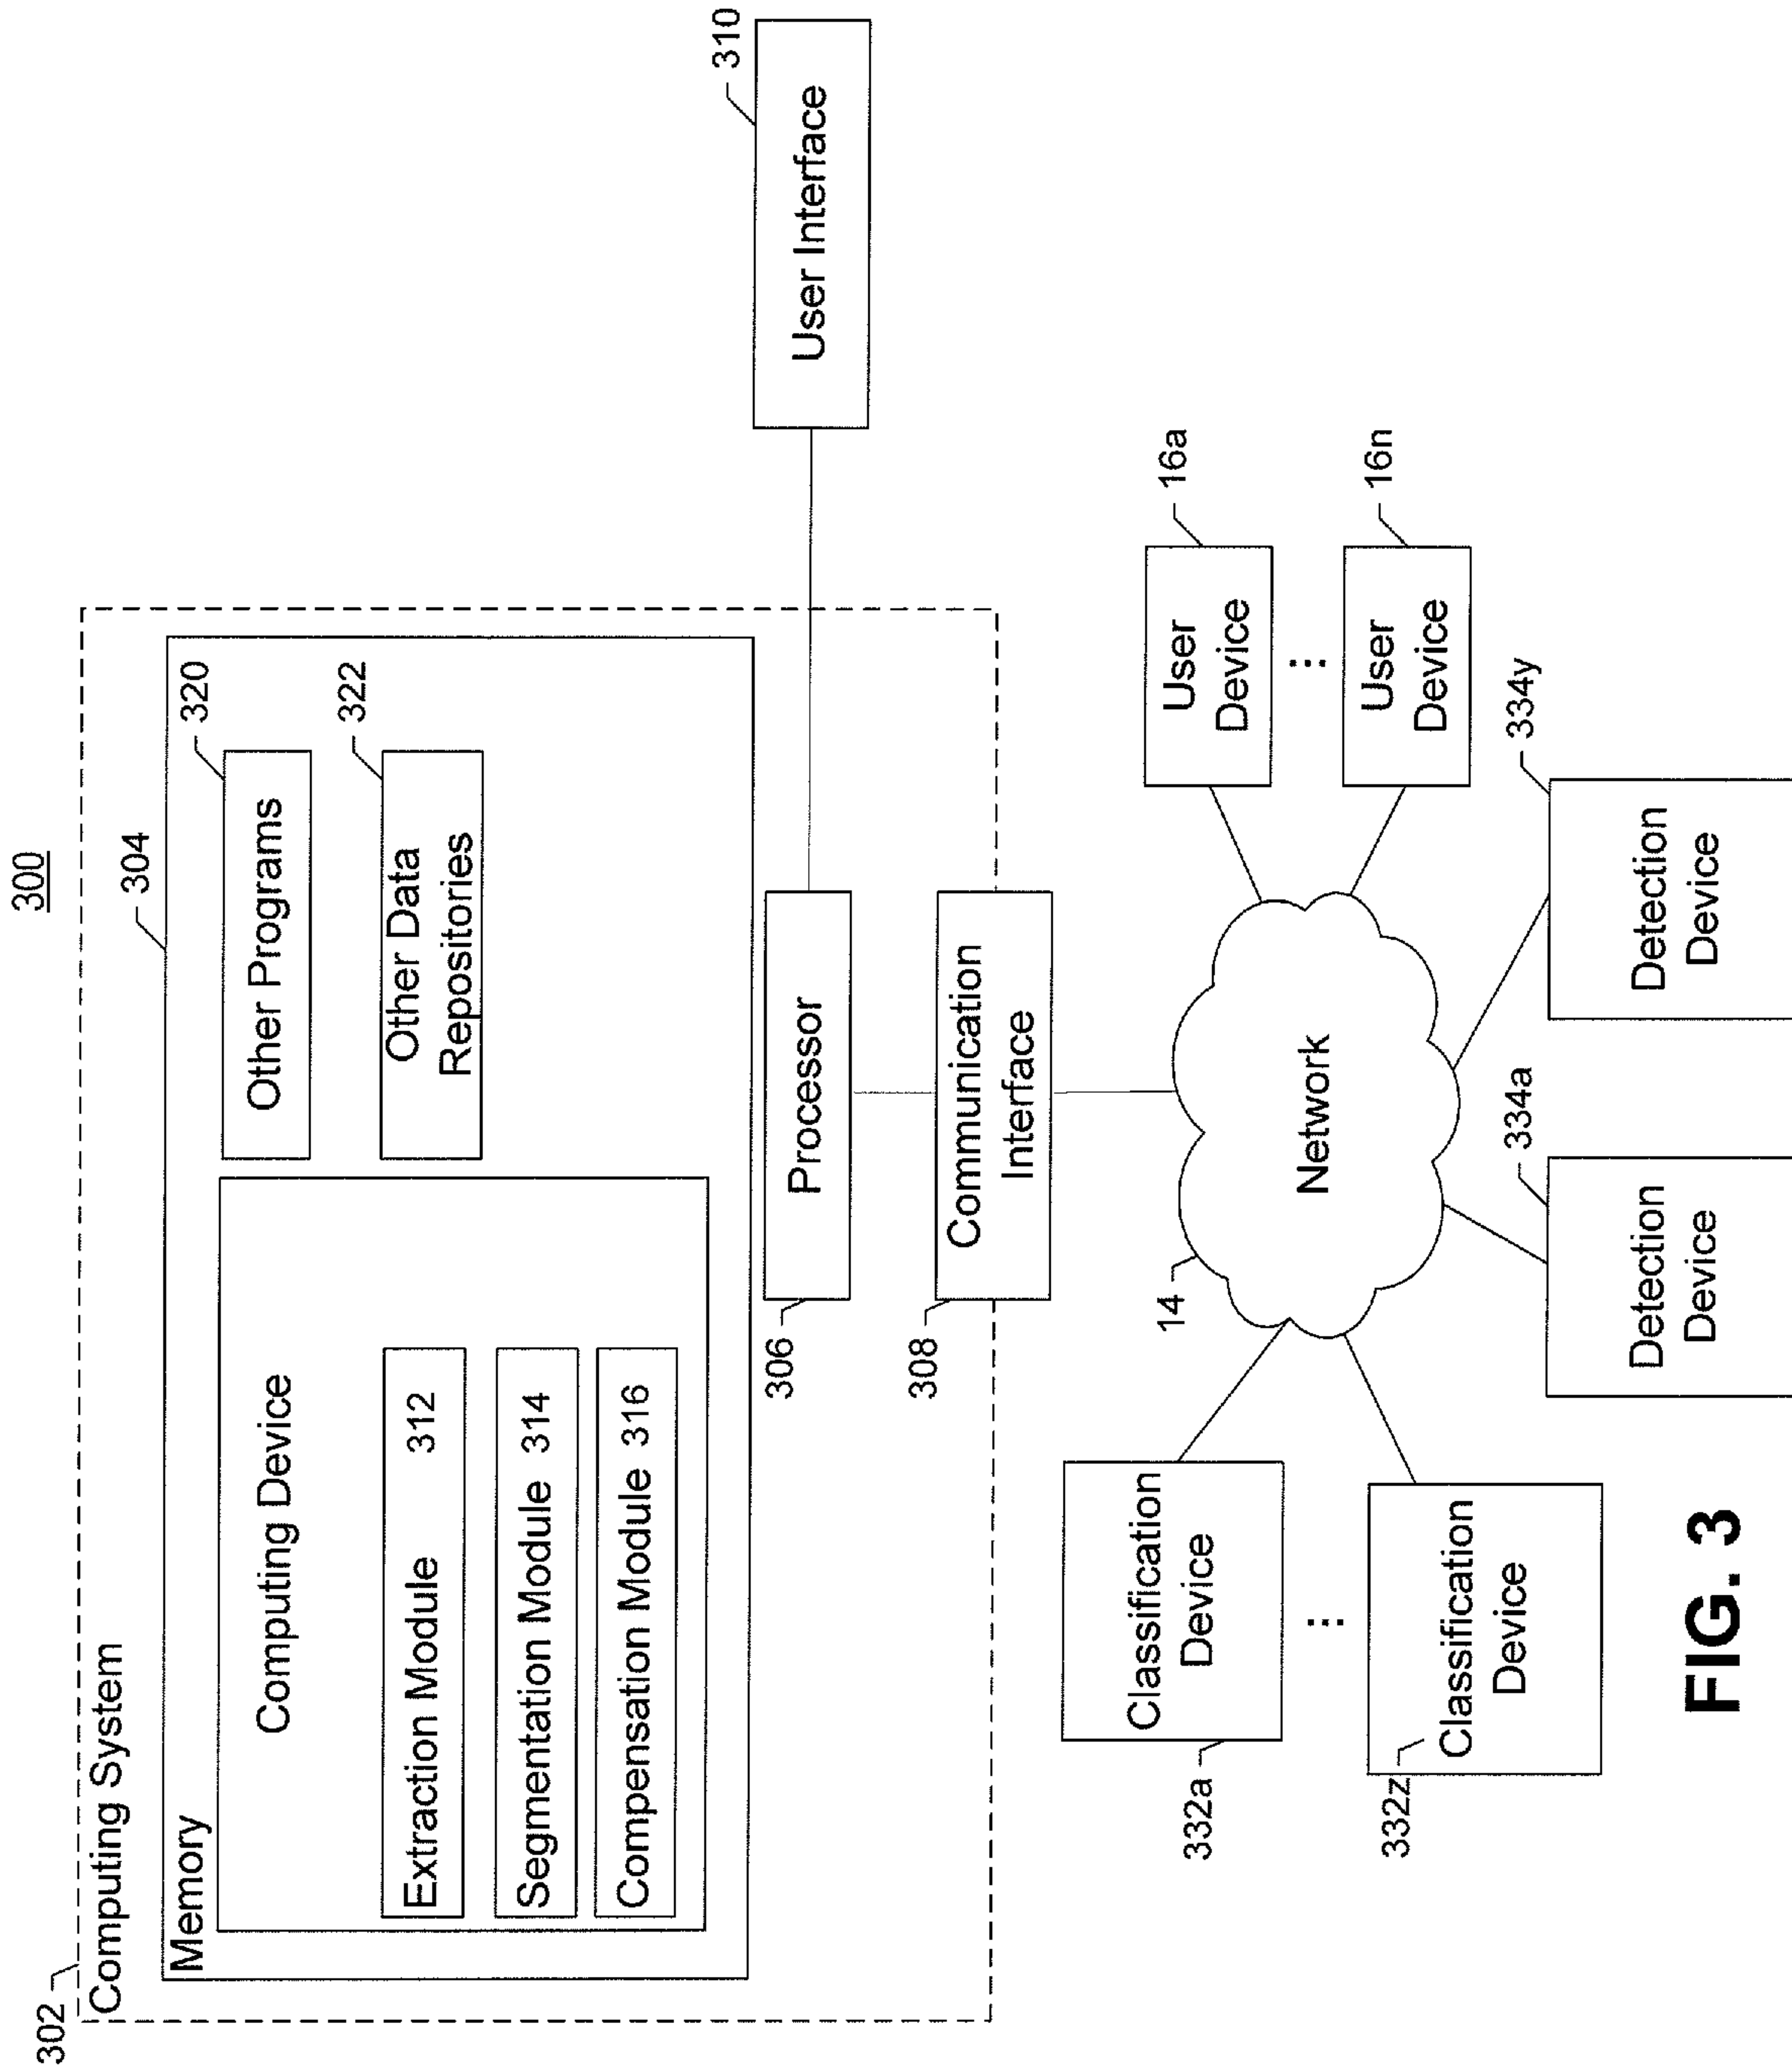 300
302
Computing System
304
Memory
Computing Device
Extraction Module 312
Segmentation Module 314
Compensation Module 316
Other Programs
320
Other Data
Repositories
322
306
Processor
User Interface
310
308
Communication
Interface
14
Network
Classification
Device
332a
Classification
Device
332z
User
Device
16a
User
Device
16n
Detection
Device
334a
Detection
Device
334y
FIG. 3